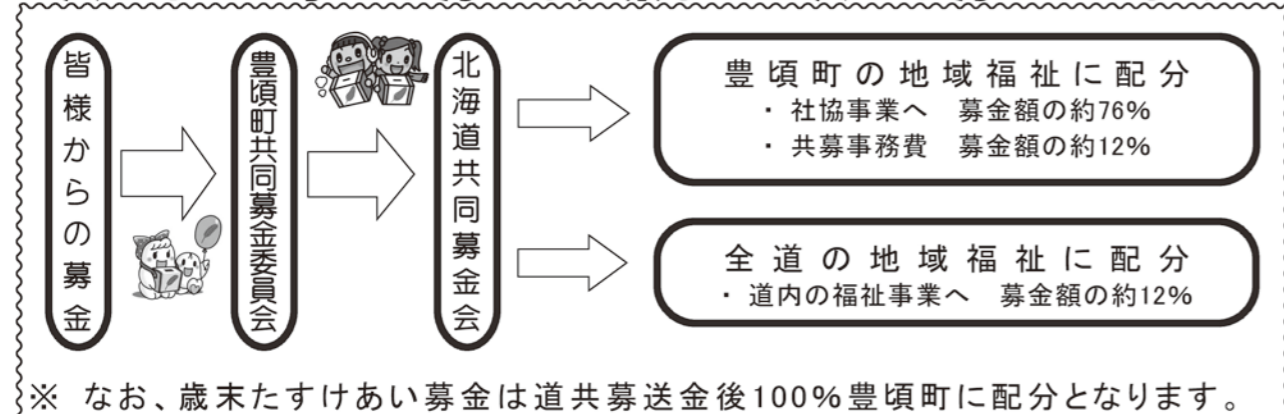 皆様からの募金
豊頃町共同募金委員会
北海道共同募金会
豊頃町の地域福祉に配分
・ 社協事業へ 募金額の約76%
・ 共募事務費 募金額の約12%
全道の地域福祉に配分
・ 道内の福祉事業へ 募金額の約12%
※ なお、歳末たすけあい募金は道共募送金後100%豊頃町に配分となります。